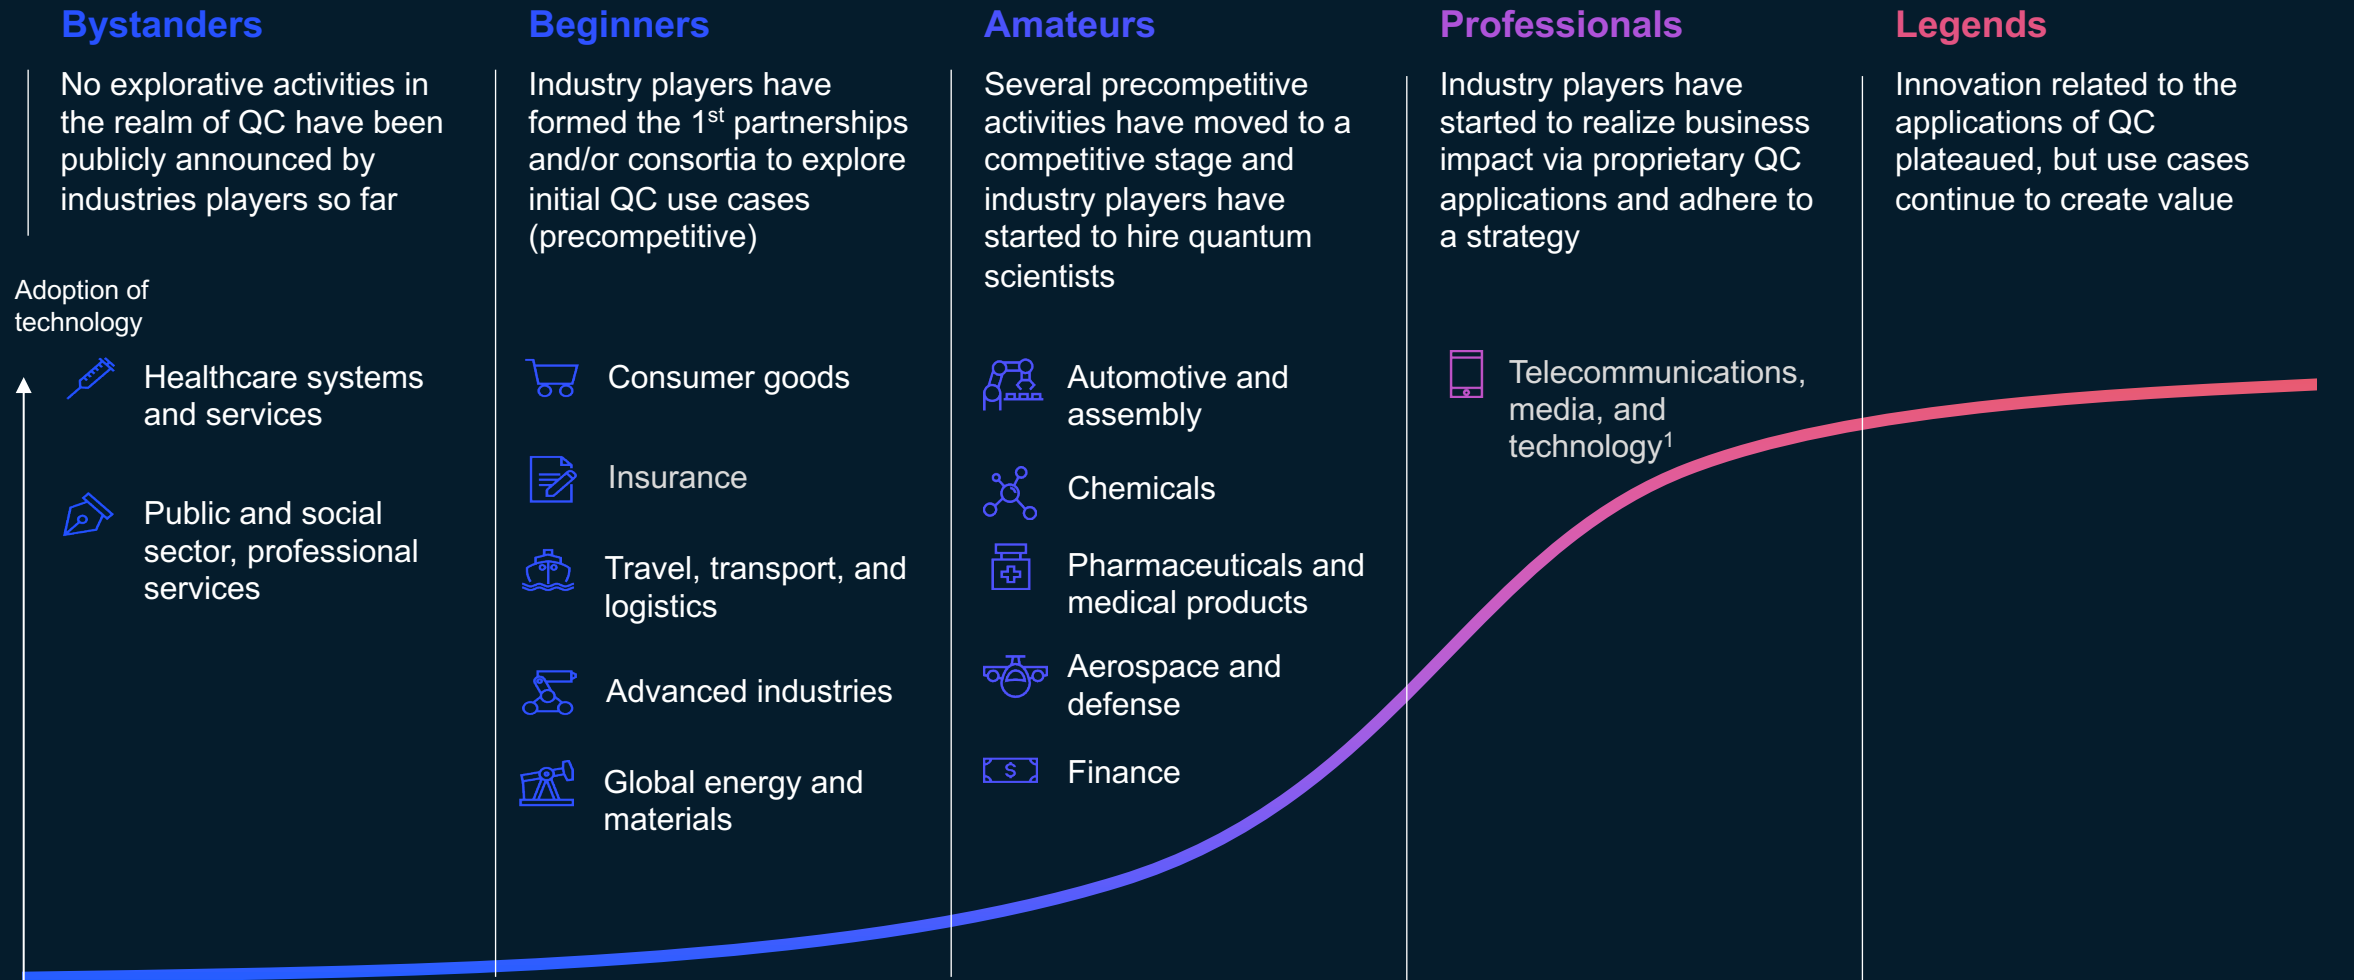 Bystanders
No explorative activities in
the realm of QC have been
publicly announced by
industries players so far
Adoption of
technology
Healthcare systems
and services
Public and social
sector, professional
services
Beginners
Industry players have
formed the 1st partnerships
and/or consortia to explore
initial QC use cases
(precompetitive)
Consumer goods
Insurance
Travel, transport, and
logistics
Advanced industries
Global energy and
materials
Amateurs
Several precompetitive
activities have moved to a
competitive stage and
industry players have
started to hire quantum
scientists
Automotive and
assembly
Chemicals
Pharmaceuticals and
medical products
Aerospace and
defense
$
Finance
Professionals
Industry players have
started to realize business
impact via proprietary QC
applications and adhere to
a strategy
Telecommunications,
media, and
technology1
Legends
Innovation related to the
applications of QC
plateaued, but use cases
continue to create value